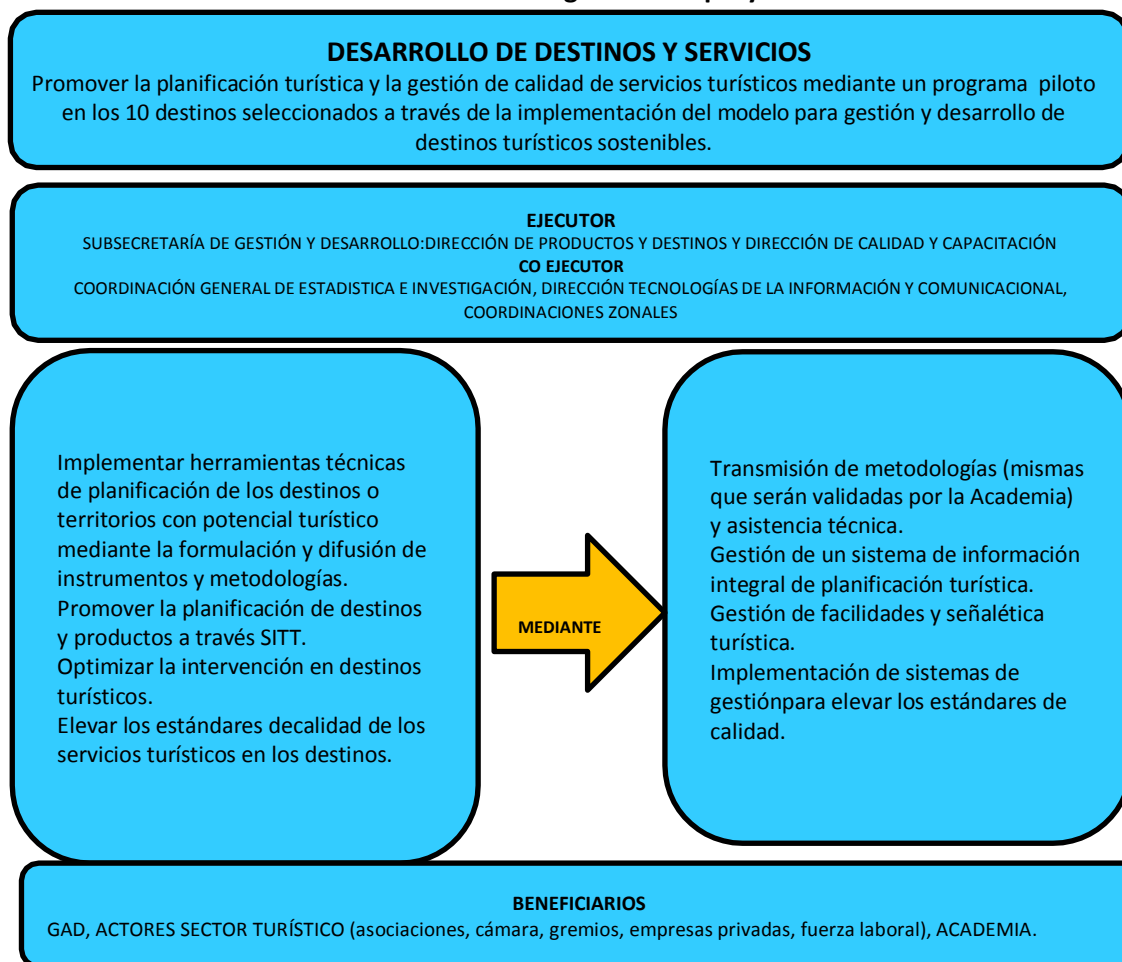 DESARROLLO DE DESTINOS Y SERVICIOS
Promover la planificación turística y la gestión de calidad de servicios turísticos mediante un programa piloto
en los 10 destinos seleccionados a través de la implementación del modelo para gestión y desarrollo de
destinos turísticos sostenibles.
EJECUTOR
SUBSECRETARÍA DE GESTIÓN Y DESARROLLO:DIRECCIÓN DE PRODUCTOS Y DESTINOS Y DIRECCIÓN DE CALIDAD Y CAPACITACIÓN
CO EJECUTOR
COORDINACIÓN GENERAL DE ESTADISTICA E INVESTIGACIÓN, DIRECCIÓN TECNOLOGÍAS DE LA INFORMACIÓN Y COMUNICACIONAL,
COORDINACIONES ZONALES
Implementar herramientas técnicas
de planificación de los destinos o
territorios con potencial turístico
mediante la formulación y difusión de
instrumentos y metodologías.
Promover la planificación de destinos
y productos a través SITT.
Optimizar la intervención en destinos
turísticos.
Elevar los estándares decalidad de los
servicios turísticos en los destinos.
MEDIANTE
Transmisión de metodologías (mismas
que serán validadas por la Academia)
y asistencia técnica.
Gestión de un sistema de información
integral de planificación turística.
Gestión de facilidades y señalética
turística.
Implementación de sistemas de
gestiónpara elevar los estándares de
calidad.
BENEFICIARIOS
GAD, ACTORES SECTOR TURÍSTICO (asociaciones, cámara, gremios, empresas privadas, fuerza laboral), ACADEMIA.